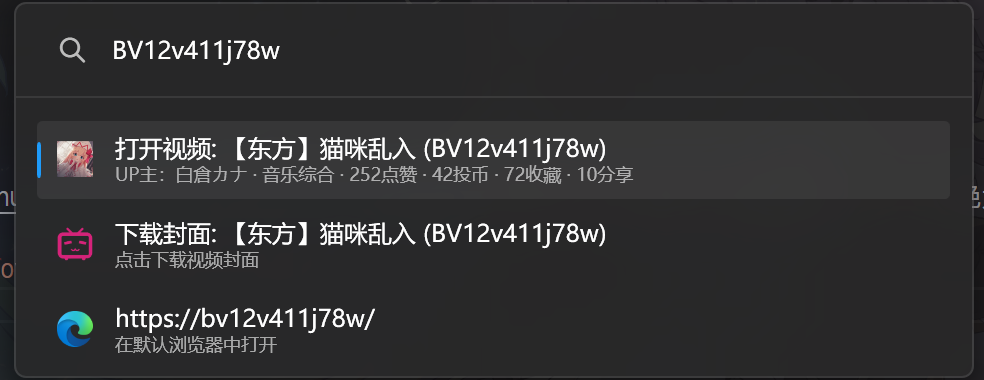 BV12v411j78w
打开视频: 【东方】猫咪乱入 (BV12v411j78w)
UP主：白倉カナ · 音乐综合 · 252点赞 · 42投币 · 72收藏 · 10分享
下载封面: 【东方】猫咪乱入 (BV12v411j78w)
点击下载视频封面
https://bv12v411j78w/
在默认浏览器中打开